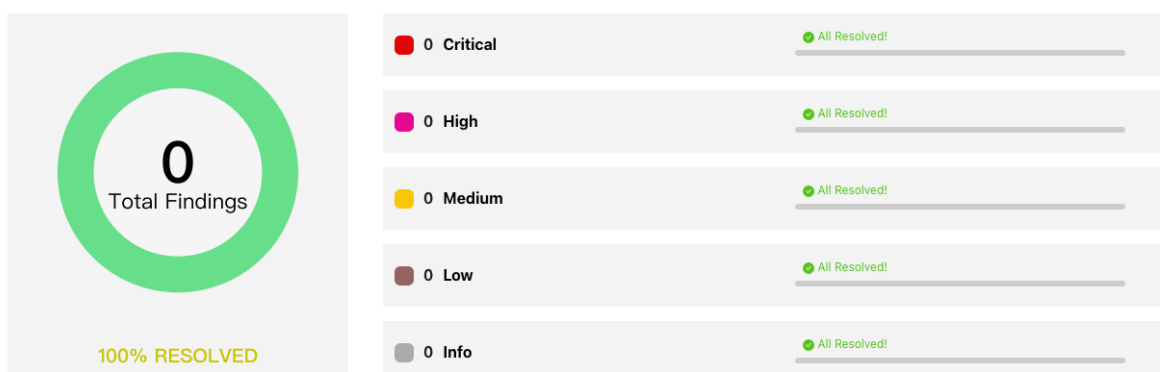 0
Total Findings
100% RESOLVED
0 Critical
All Resolved!
0 High
All Resolved!
0 Medium
All Resolved!
0 Low
All Resolved!
0 Info
All Resolved!